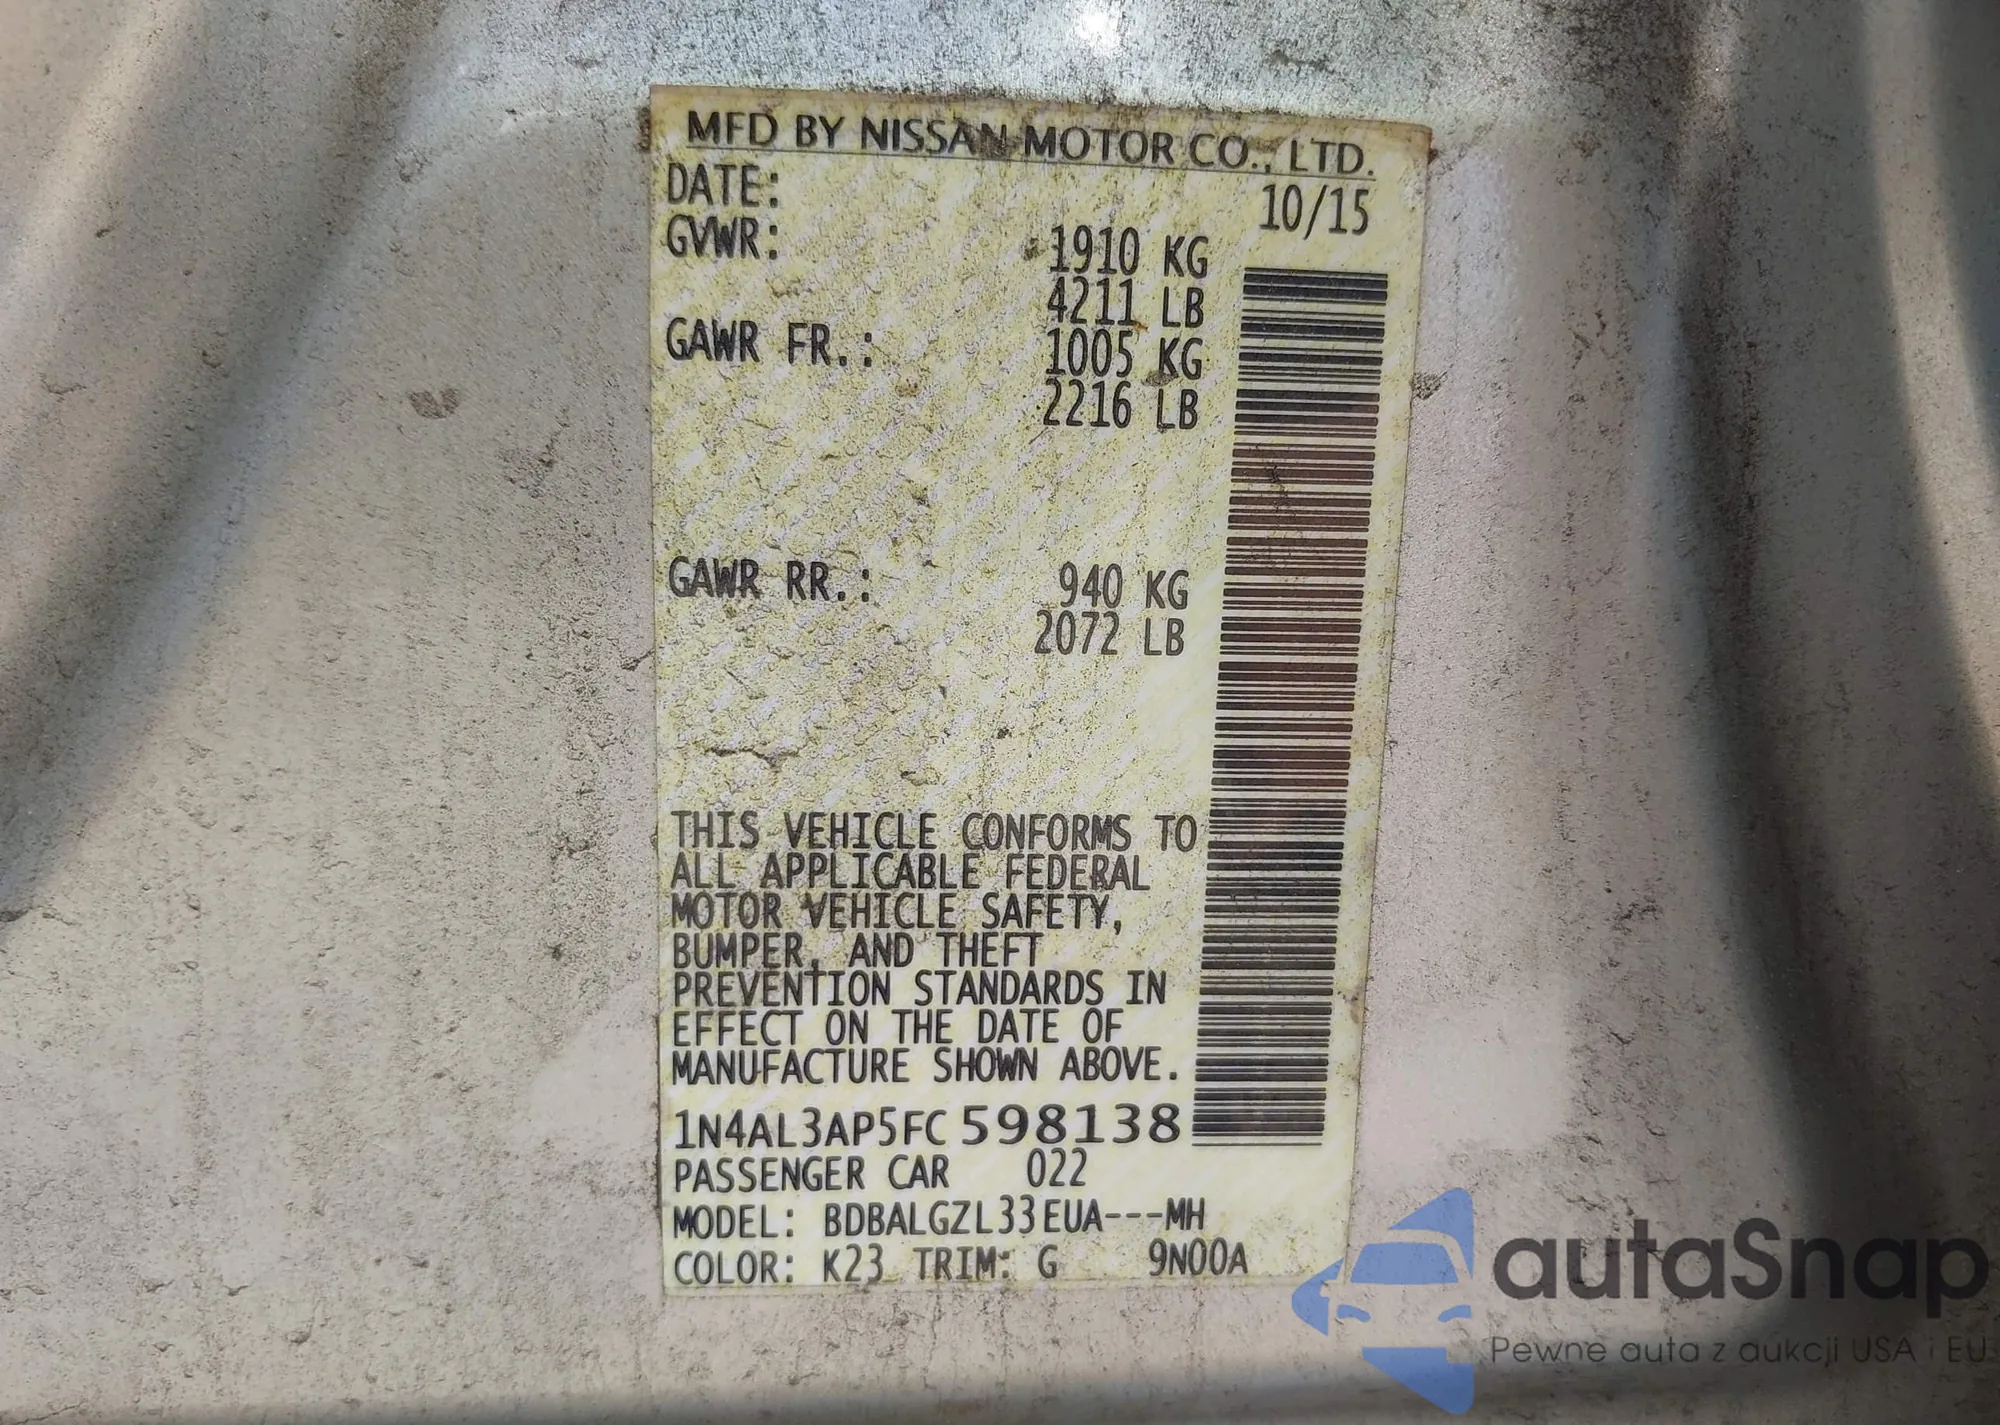 MFD BY NISSAN MOTOR CO., LTD.
DATE: 10/15
GVWR: 1910 KG
4211 LB
GAWR FR.: 1005 KG
2216 LB
GAWR RR.: 940 KG
2072 LB
THIS VEHICLE CONFORMS TO
ALL APPLICABLE FEDERAL
MOTOR VEHICLE SAFETY,
BUMPER, AND THEFT
PREVENTION STANDARDS IN
EFFECT ON THE DATE OF
MANUFACTURE SHOWN ABOVE.
1N4AL3AP5FC598138
PASSENGER CAR 022
MODEL: BDBALGZL33EUA---MH
COLOR: K23 TRIM: G 9N00A
autaSnap
Pewne auta z aukcji USA i EU